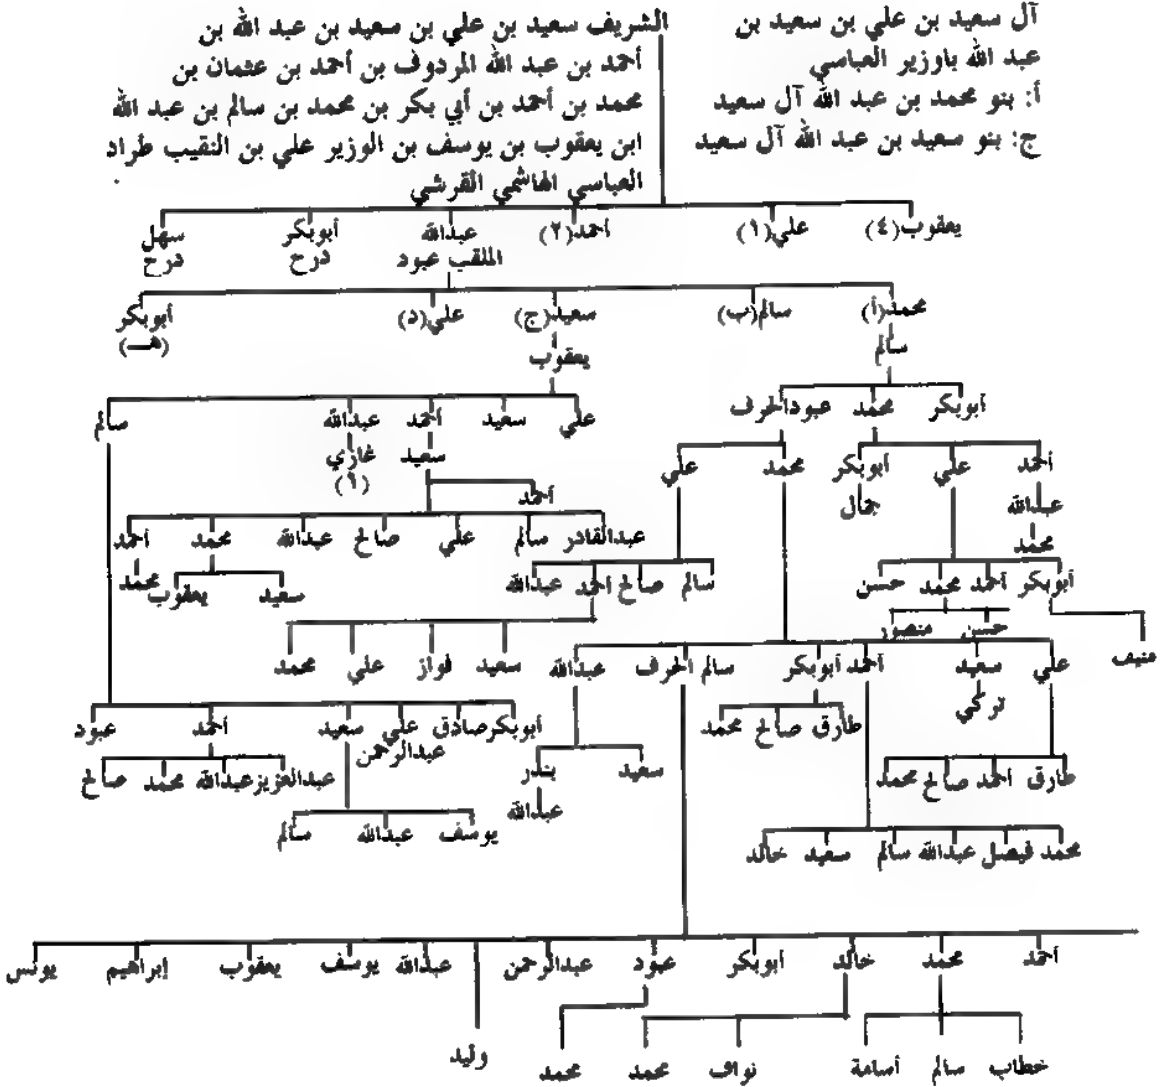 آل سعيد بن علي بن سعيد بن
عبد الله باوزير العباسي
أ: بنو محمد بن عبد الله آل سعيد
ج: بنو سعيد بن عبد الله آل سعيد
الشريف سعيد بن علي بن سعيد بن عبد الله بن
أحمد بن عبد الله المردوف بن أحمد بن عثمان بن
محمد بن أحمد بن أبي بكر بن محمد بن سالم بن عبد الله
ابن يعقوب بن يوسف بن الوزير علي بن النقيب طراد
العباسي الهاشمي القرشي
يعقوب(٤) علي(١) أحمد(٢) عبدالله أبوبكر سهل
الملقب عبود درح درح
محمد(أ) سالم(ب) سعيد(ج) علي(د) أبوبكر
(هـ)
سالم يعقوب
أبوبكر محمد عبودالحرف علي سعيد أحمد عبدالله سالم
أحمد علي أبوبكر محمد علي سعيد غازي
(١)
عبدالله جمال أحمد
محمد عبدالقادر سالم علي صالح عبدالله محمد أحمد
أبوبكر أحمد محمد حسن سالم صالح أحمد عبدالله سعيد يعقوب محمد
حسن منصور
منيف علي سعيد أحمد أبوبكر سالم الحرف عبدالله سعيد فواز علي محمد
تركي طارق صالح محمد أبوبكر صادق علي سعيد أحمد عبود
عبدالرحمن
طارق أحمد صالح محمد سعيد بندر عبدالعزيز عبدالله محمد صالح
عبدالله
محمد فيصل عبدالله سالم سعيد خالد يوسف عبدالله سالم
أحمد محمد خالد أبوبكر عبود عبدالرحمن عبدالله يوسف يعقوب إبراهيم يونس
خطاب سالم أسامة نواف محمد محمد وليد